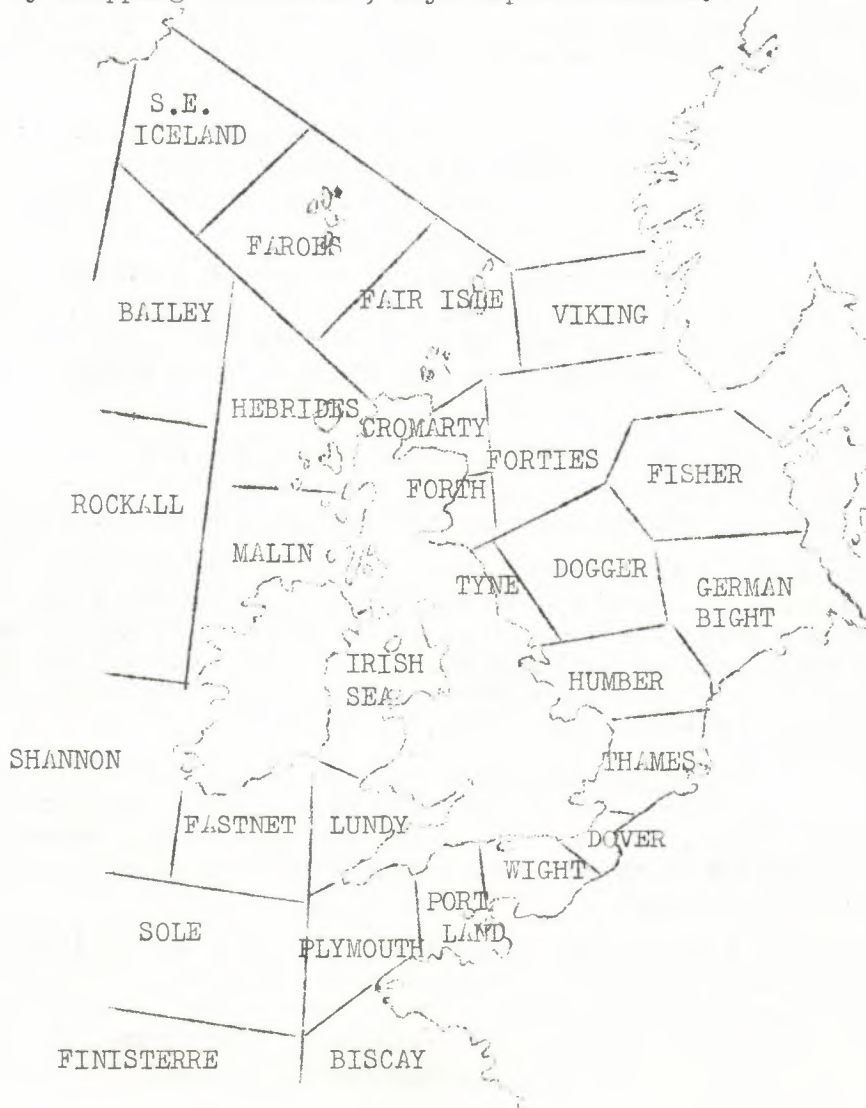 S.E.
ICELAND
FAROES
FAIR ISLE
VIKING
BAILEY
HEBRIDES
CROMARTY
FORTIES
FISHER
FORTH
ROCKALL
MALIN
TYNE
DOGGER
GERMAN
BIGHT
IRISH
SEA
HUMBER
SHANNON
THAMES
FASTNET
LUNDY
DOVER
WIGHT
PORT
LAND
SOLE
PLYMOUTH
FINISTERRE
BISCAY